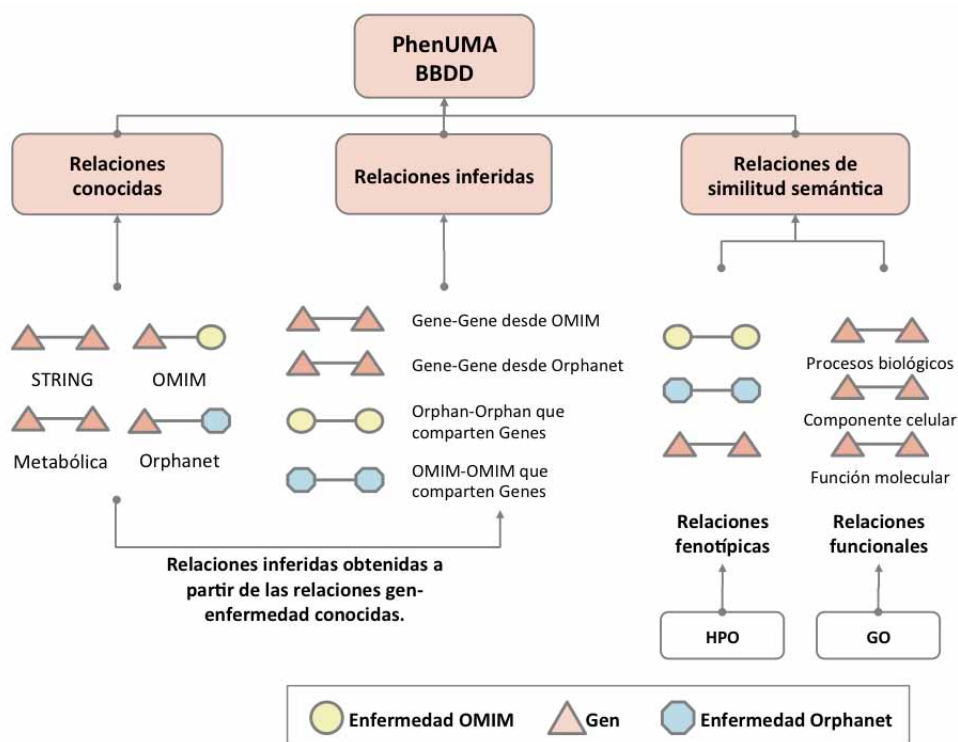 PhenUMA
BBDD
Relaciones
conocidas
Relaciones inferidas
Relaciones de
similitud semántica
STRING
OMIM
Metabólica
Orphanet
Gene-Gene desde OMIM
Gene-Gene desde Orphanet
Orphan-Orphan que
comparten Genes
OMIM-OMIM que
comparten Genes
Relaciones inferidas obtenidas a
partir de las relaciones gen-
enfermedad conocidas.
Procesos biológicos
Componente celular
Función molecular
Relaciones
fenotípicas
Relaciones
funcionales
HPO
GO
Enfermedad OMIM
Gen
Enfermedad Orphanet